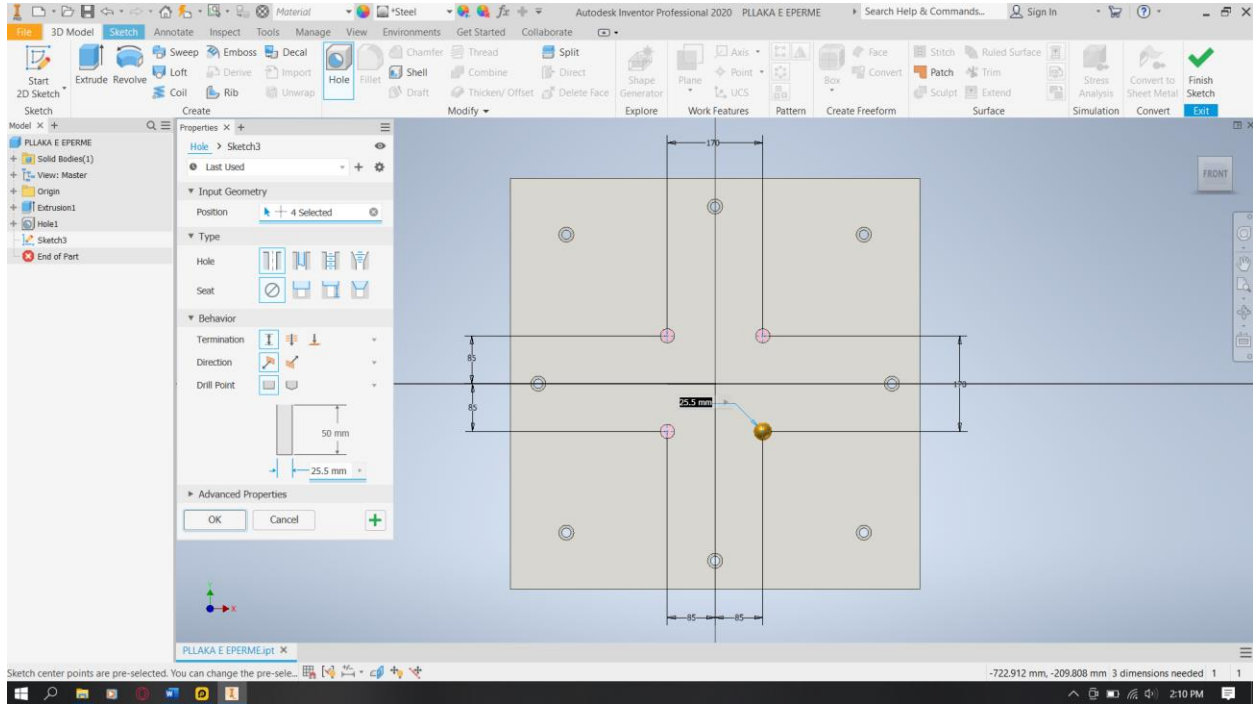 Material *Steel Autodesk Inventor Professional 2020 PLLAKA E EPERME Search Help & Commands... Sign In
File 3D Model Sketch Annotate Inspect Tools Manage View Environments Get Started Collaborate
Sweep Emboss Decal Chamfer Thread Split Axis Face Stitch Ruled Surface
Loft Derive Import Shell Combine Direct Point Convert Patch Trim
Coil Rib Unwrap Draft Thicken/ Offset Delete Face UCS Sculpt Extend
Start 2D Sketch Extrude Revolve Hole Fillet Shape Generator Plane Box Stress Analysis Convert to Sheet Metal Finish Sketch
Sketch Create Modify Explore Work Features Pattern Create Freeform Surface Simulation Convert Exit
Model × +
PLLAKA E EPERME
Solid Bodies(1)
View: Master
Origin
Extrusion1
Hole1
Sketch3
End of Part
Properties × +
Hole > Sketch3
Last Used
Input Geometry
Position 4 Selected
Type
Hole
Seat
Behavior
Termination
Direction
Drill Point
50 mm
25.5 mm
Advanced Properties
OK Cancel
170
FRONT
85
170
85
25.5 mm
85 85
Y
X
PLLAKA E EPERME.ipt ×
Sketch center points are pre-selected. You can change the pre-sele...
-722.912 mm, -209.808 mm 3 dimensions needed 1 1
2:10 PM